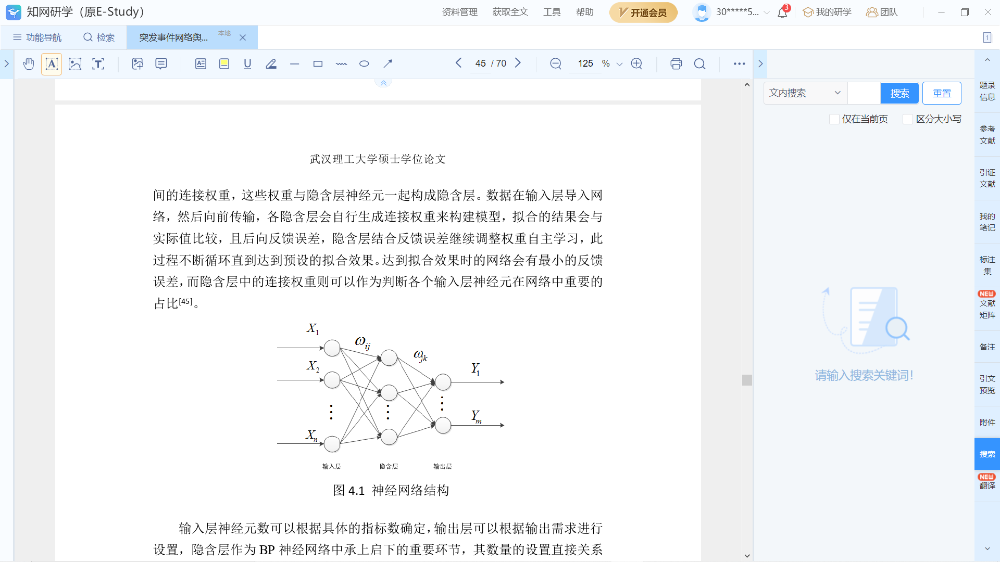 知网研学（原E-Study）
资料管理 获取全文 工具 帮助 开通会员 30*****5... 3 我的研学 团队
功能导航 检索 突发事件网络舆... 本地 1
45 / 70 125 %
文内搜索 搜索 重置
仅在当前页 区分大小写
武汉理工大学硕士学位论文
间的连接权重，这些权重与隐含层神经元一起构成隐含层。数据在输入层导入网
络，然后向前传输，各隐含层会自行生成连接权重来构建模型，拟合的结果会与
实际值比较，且后向反馈误差，隐含层结合反馈误差继续调整权重自主学习，此
过程不断循环直到达到预设的拟合效果。达到拟合效果时的网络会有最小的反馈
误差，而隐含层中的连接权重则可以作为判断各个输入层神经元在网络中重要的
占比[45]。
X1
ωij
ωjk
X2
Y1
Ym
Xn
输入层 隐含层 输出层
图 4.1 神经网络结构
输入层神经元数可以根据具体的指标数确定，输出层可以根据输出需求进行
设置，隐含层作为 BP 神经网络中承上启下的重要环节，其数量的设置直接关系
请输入搜索关键词！
题录
信息
参考
文献
引证
文献
我的
笔记
标注
集
NEW
文献
矩阵
备注
引文
预览
附件
搜索
NEW
翻译